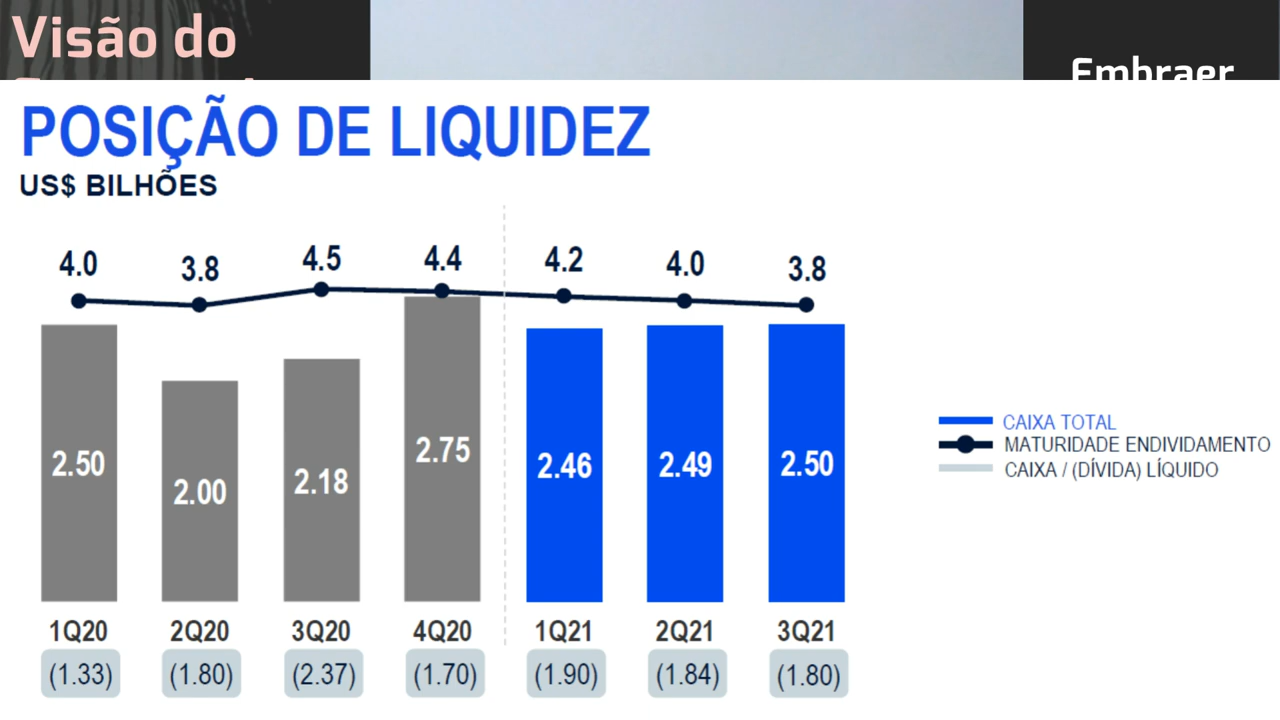 Visão do
Embraer
POSIÇÃO DE LIQUIDEZ
US$ BILHÕES
4.0 3.8 4.5 4.4 4.2 4.0 3.8
2.50 2.00 2.18 2.75 2.46 2.49 2.50
CAIXA TOTAL
MATURIDADE ENDIVIDAMENTO
CAIXA / (DÍVIDA) LÍQUIDO
1Q20 2Q20 3Q20 4Q20 1Q21 2Q21 3Q21
(1.33) (1.80) (2.37) (1.70) (1.90) (1.84) (1.80)